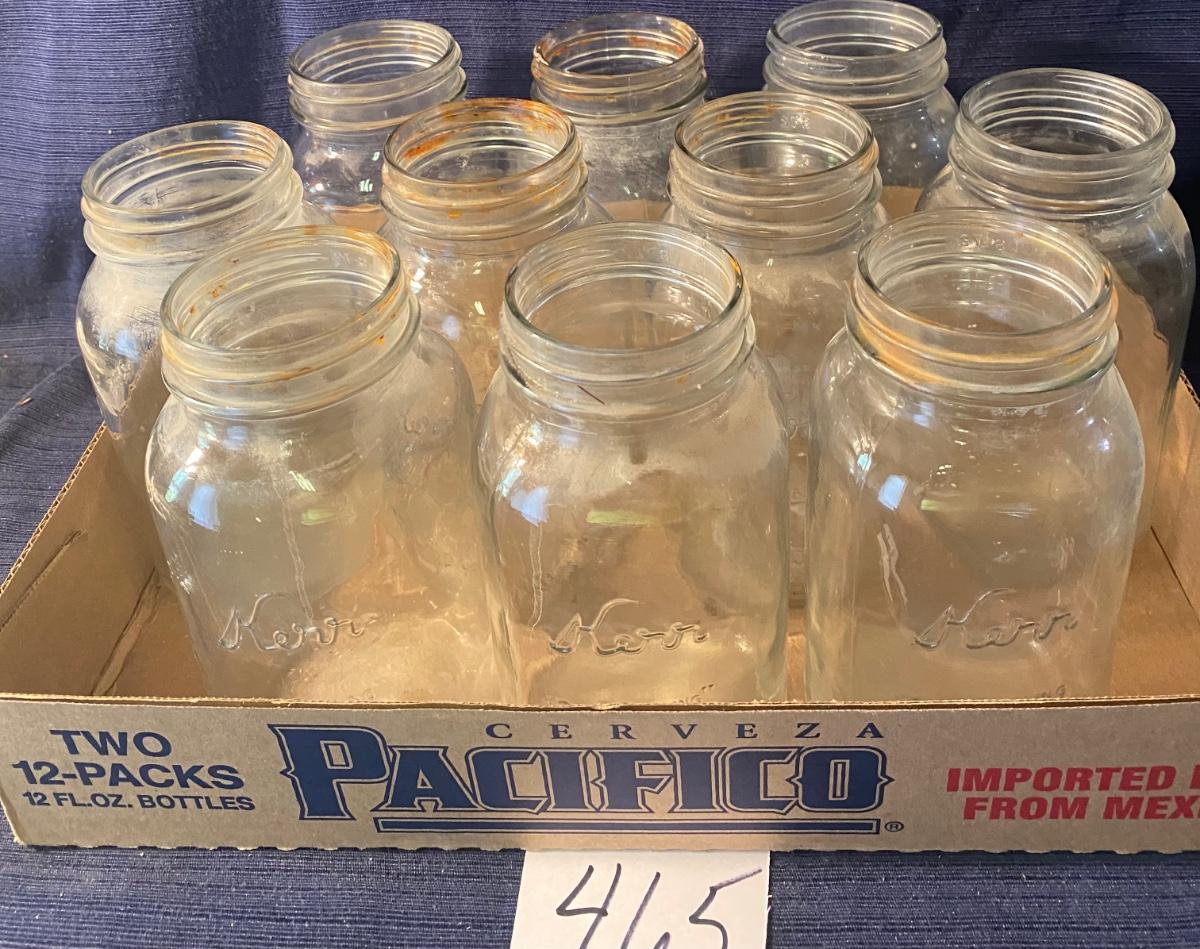 Kerr
Kerr
Kerr
TWO
12-PACKS
12 FL.OZ. BOTTLES
CERVEZA
PACIFICO
®
IMPORTED
FROM MEX
465